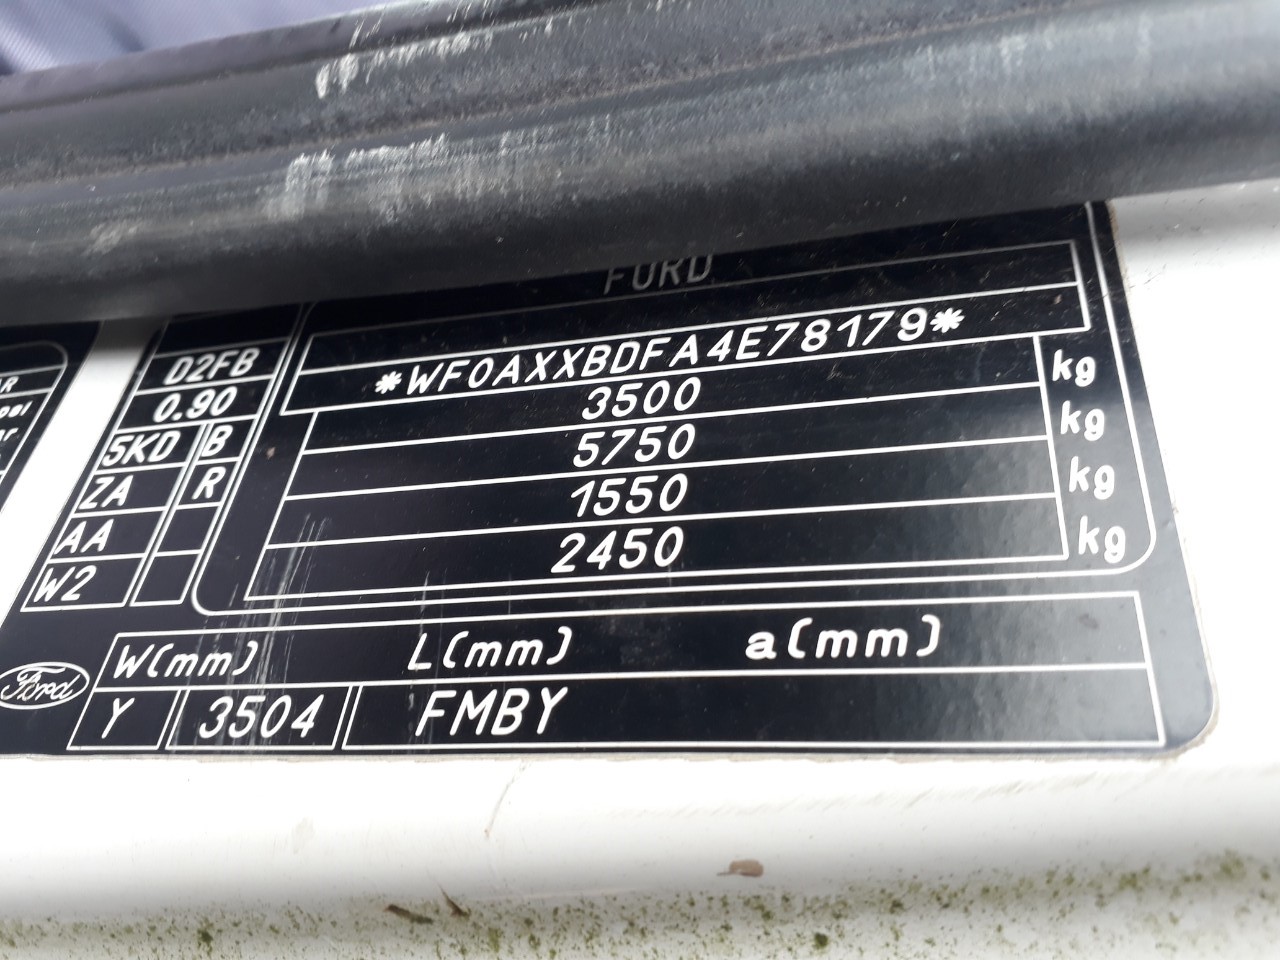 FORD
*WF0AXXBDFA4E78179*
3500 kg
5750 kg
1550 kg
2450 kg
D2FB
0.90
5KD B
ZA R
AA
W2
W(mm) L(mm) a(mm)
Ford
Y 3504 FMBY